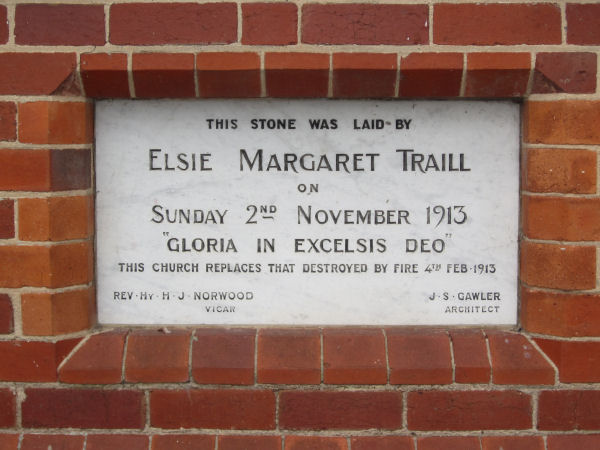 THIS STONE WAS LAID BY
ELSIE MARGARET TRAILL
ON
SUNDAY 2ND NOVEMBER 1913
"GLORIA IN EXCELSIS DEO"
THIS CHURCH REPLACES THAT DESTROYED BY FIRE 4TH FEB·1913
REV·HY·H·J·NORWOOD J·S·GAWLER
VICAR ARCHITECT